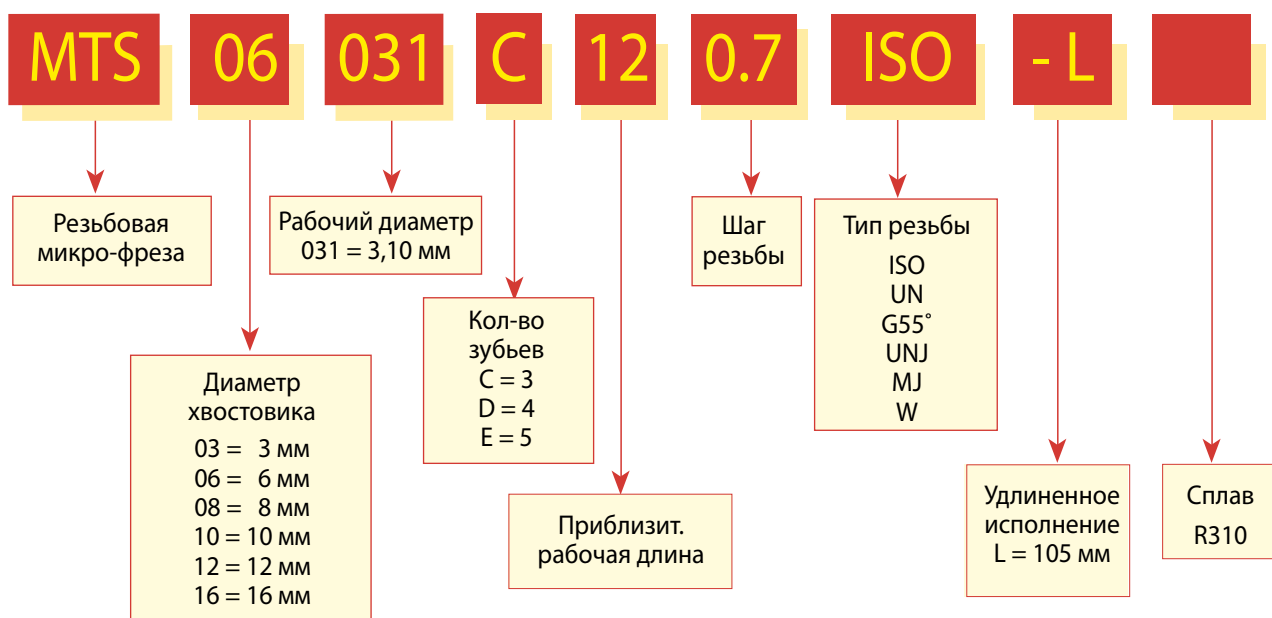 MTS 06 031 C 12 0.7 ISO - L
Резьбовая
микро-фреза
Диаметр
хвостовика
03 = 3 мм
06 = 6 мм
08 = 8 мм
10 = 10 мм
12 = 12 мм
16 = 16 мм
Рабочий диаметр
031 = 3,10 мм
Кол-во
зубьев
C = 3
D = 4
E = 5
Приблизит.
рабочая длина
Шаг
резьбы
Тип резьбы
ISO
UN
G55˚
UNJ
MJ
W
Удлиненное
исполнение
L = 105 мм
Сплав
R310